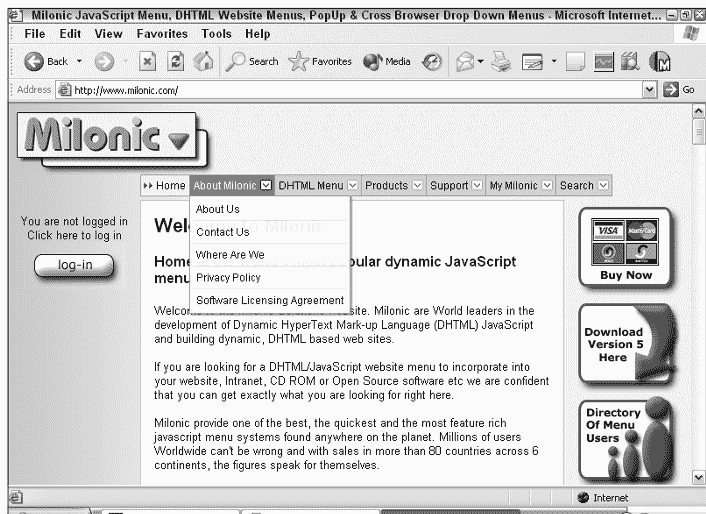 Milonic JavaScript Menu, DHTML Website Menus, PopUp & Cross Browser Drop Down Menus - Microsoft Internet...
File Edit View Favorites Tools Help
Back Search Favorites Media
Address http://www.milonic.com/ Go
Milonic
Home About Milonic DHTML Menu Products Support My Milonic Search
You are not logged in
Click here to log in
log-in
About Us
Contact Us
Where Are We
Privacy Policy
Software Licensing Agreement
Wel Milonic
Hom pular dynamic JavaScript
menu
Welcome site. Milonic are World leaders in the
development of Dynamic HyperText Mark-up Language (DHTML) JavaScript
and building dynamic, DHTML based web sites.
If you are looking for a DHTML/JavaScript website menu to incorporate into
your website, Intranet, CD ROM or Open Source software etc we are confident
that you can get exactly what you are looking for right here.
Milonic provide one of the best, the quickest and the most feature rich
javascript menu systems found anywhere on the planet. Millions of users
Worldwide can't be wrong and with sales in more than 80 countries across 6
continents, the figures speak for themselves.
VISA MasterCard
Buy Now
Download
Version 5
Here
Directory
Of Menu
Users
Internet